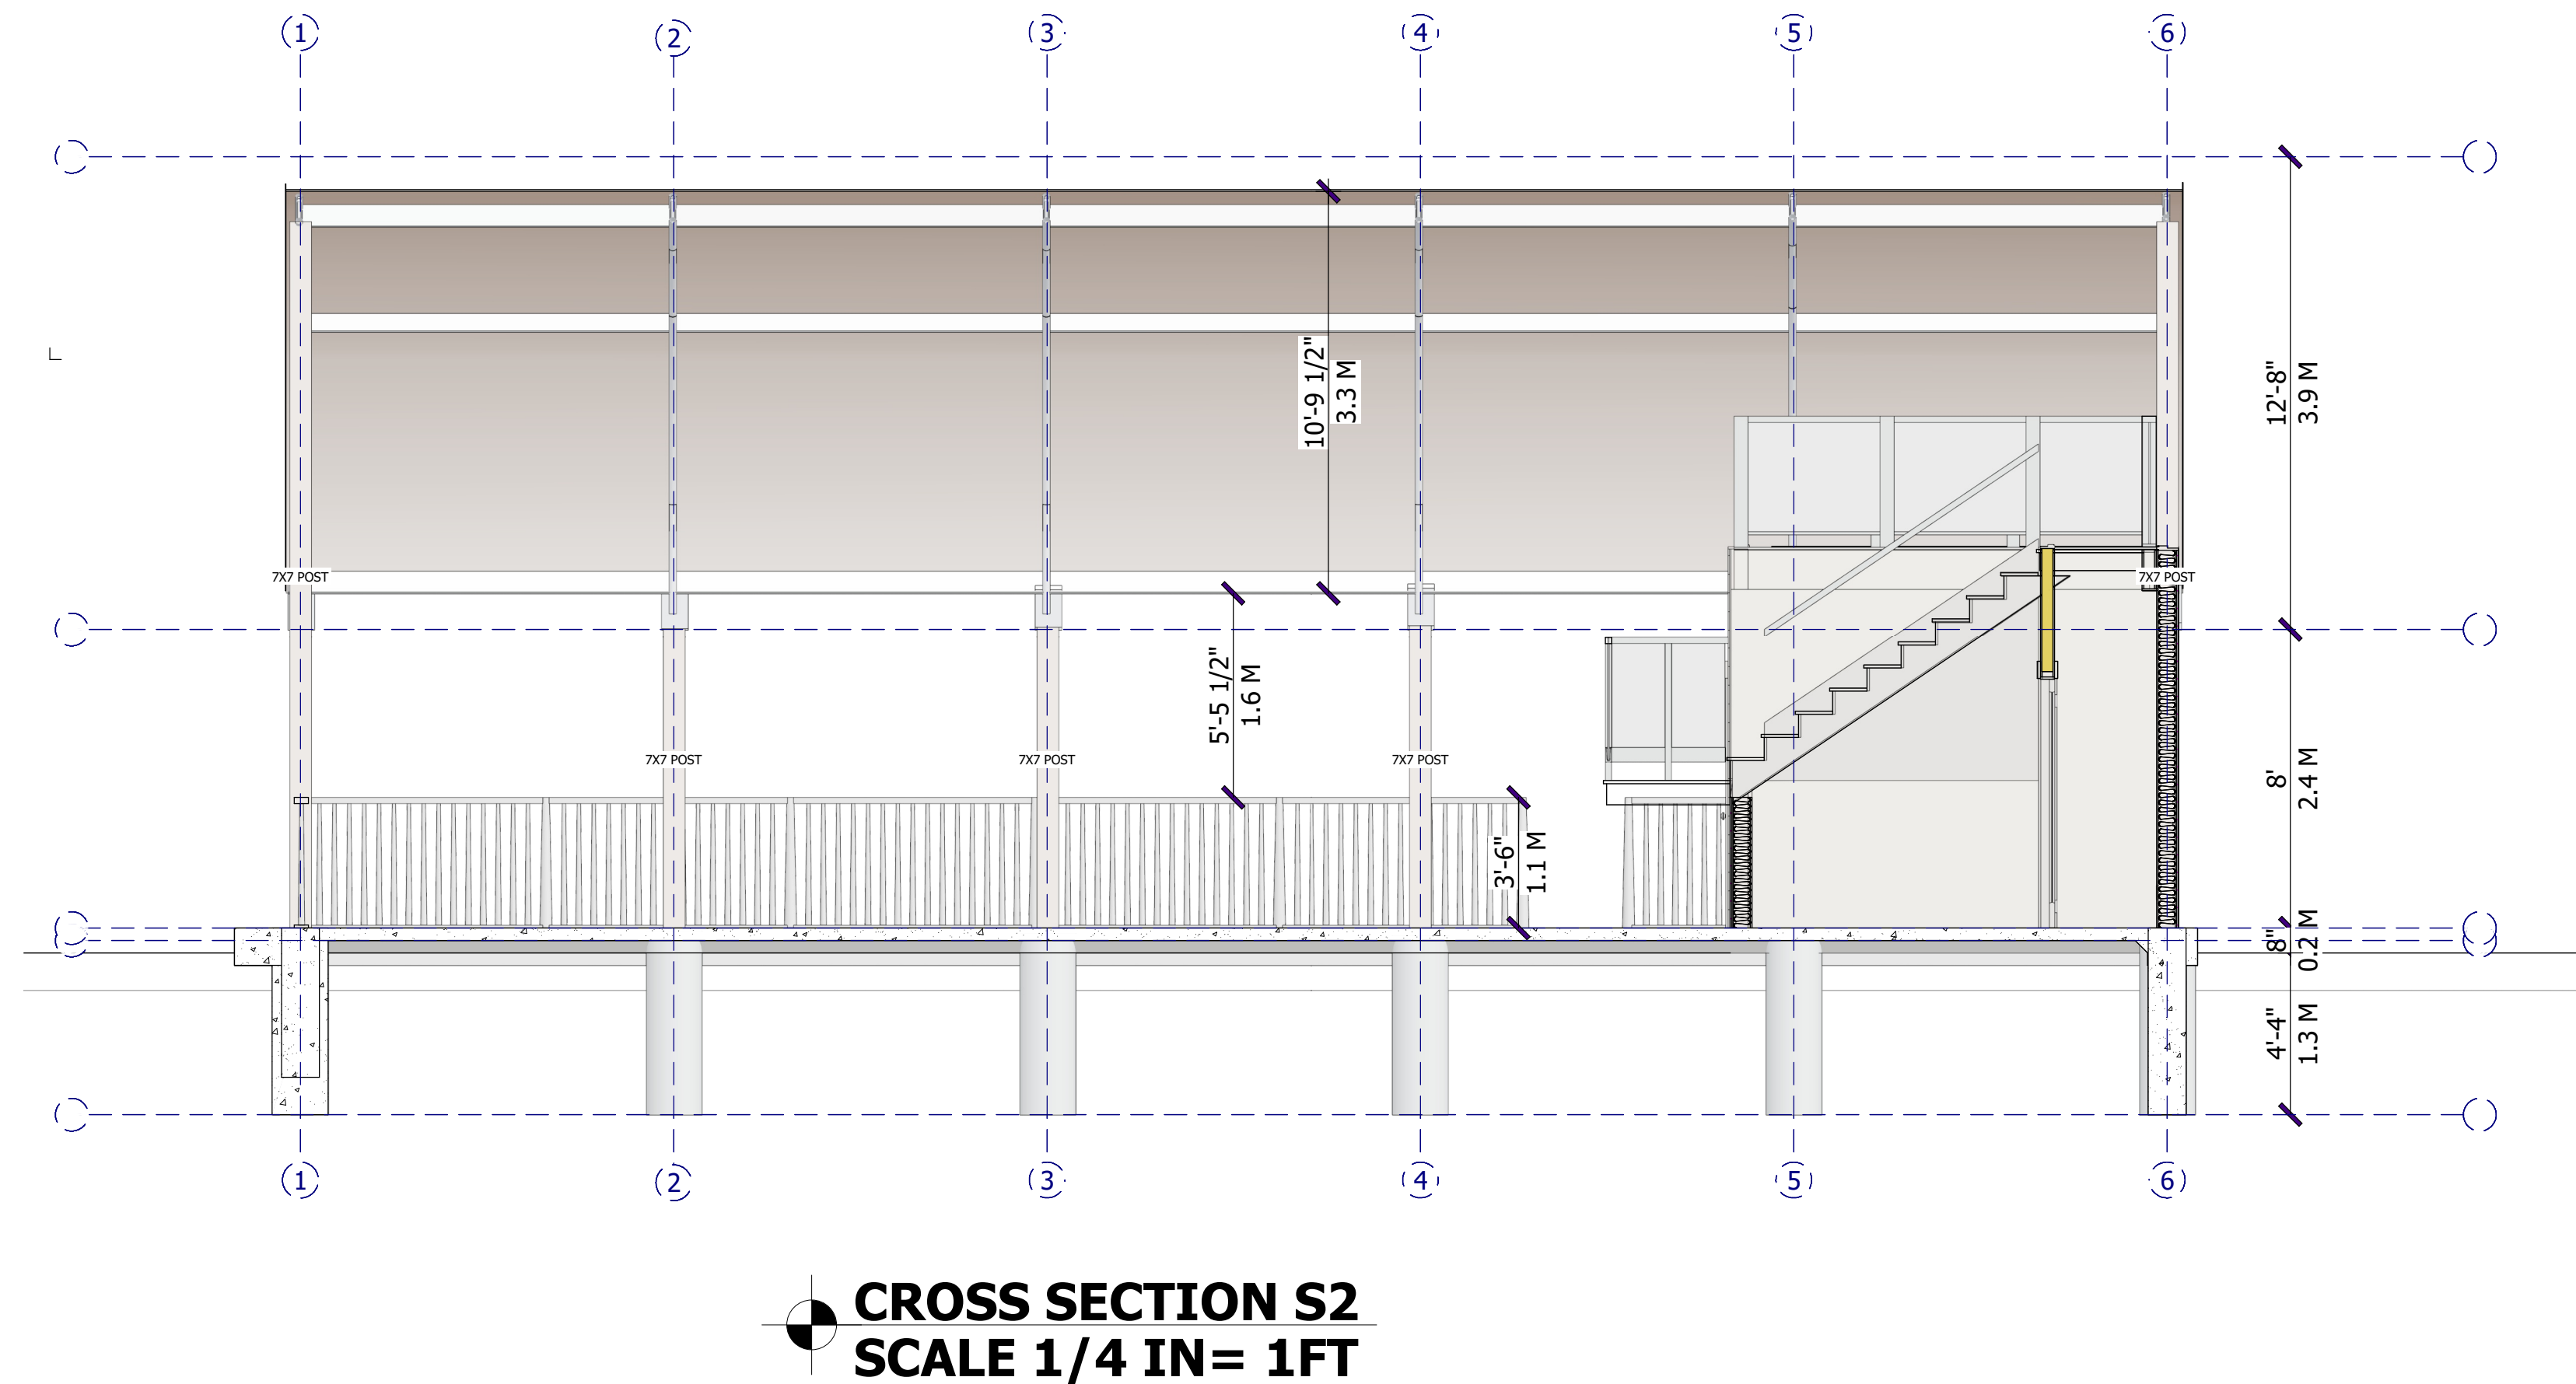 1 2 3 4 5 6
10'-9 1/2"
3.3 M
12'-8"
3.9 M
7X7 POST
7X7 POST
5'-5 1/2"
1.6 M
7X7 POST
7X7 POST
7X7 POST
8'
2.4 M
3'-6"
1.1 M
8"
0.2 M
4'-4"
1.3 M
1 2 3 4 5 6
CROSS SECTION S2
SCALE 1/4 IN= 1FT